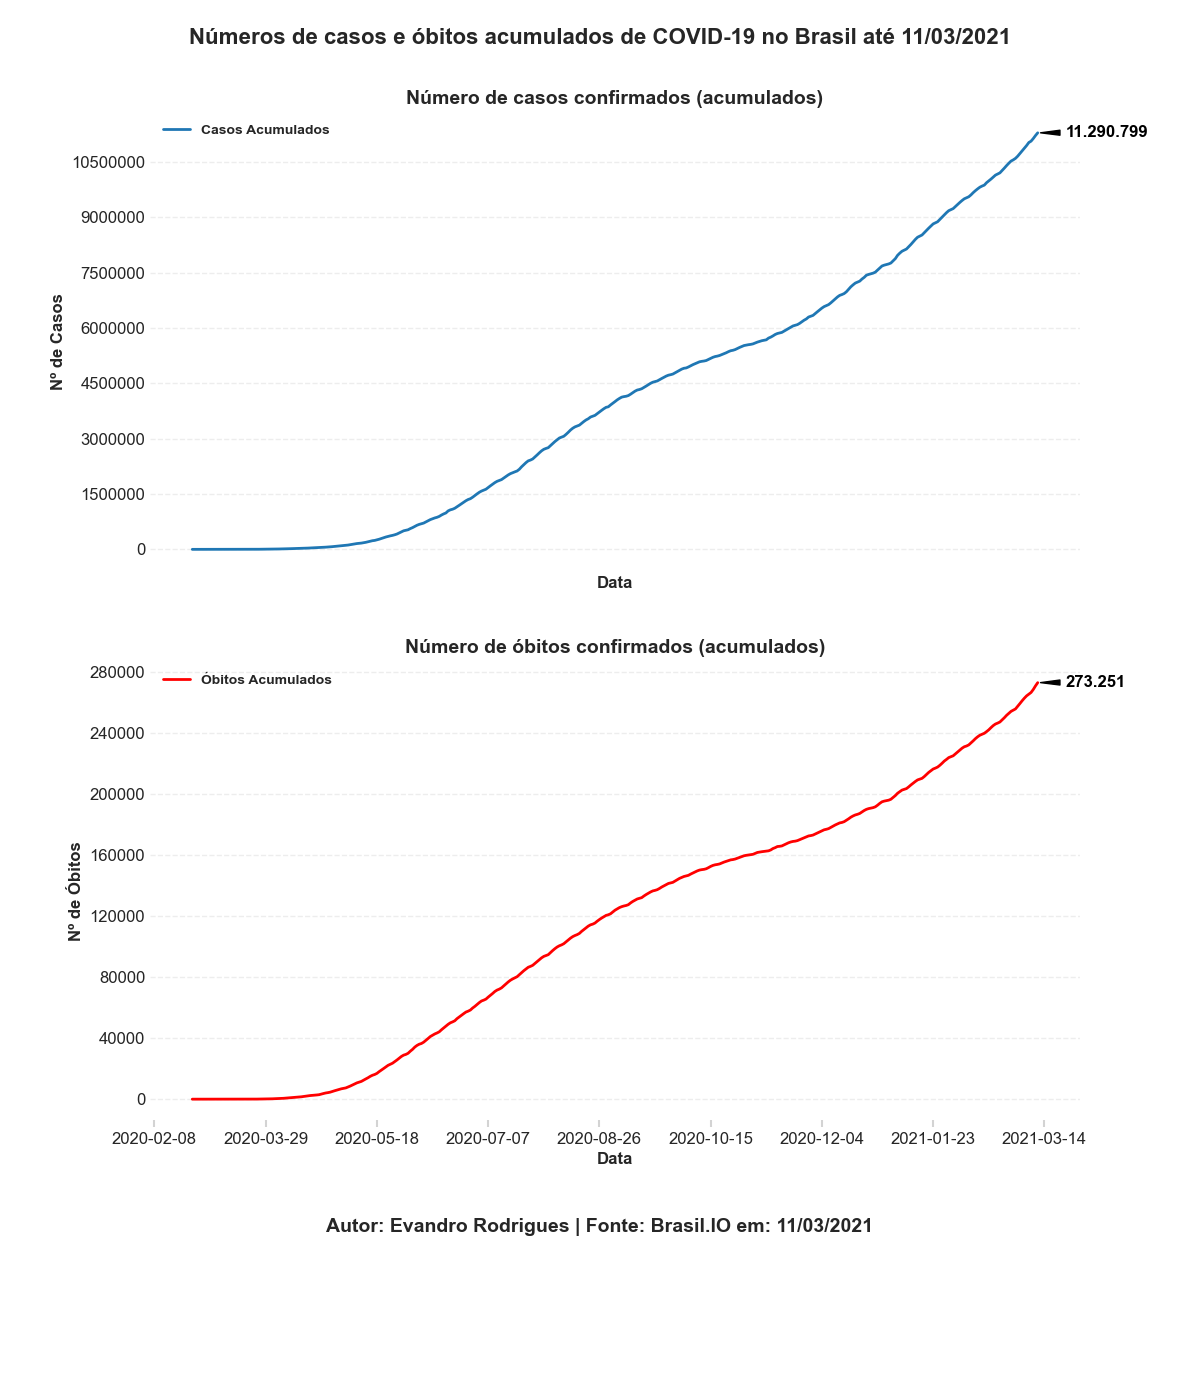 Números de casos e óbitos acumulados de COVID-19 no Brasil até 11/03/2021
Número de casos confirmados (acumulados)
Casos Acumulados
11.290.799
10500000
9000000
7500000
6000000
4500000
3000000
1500000
0
Nº de Casos
Data
Número de óbitos confirmados (acumulados)
Óbitos Acumulados
273.251
280000
240000
200000
160000
120000
80000
40000
0
Nº de Óbitos
2020-02-08 2020-03-29 2020-05-18 2020-07-07 2020-08-26 2020-10-15 2020-12-04 2021-01-23 2021-03-14
Data
Autor: Evandro Rodrigues | Fonte: Brasil.IO em: 11/03/2021